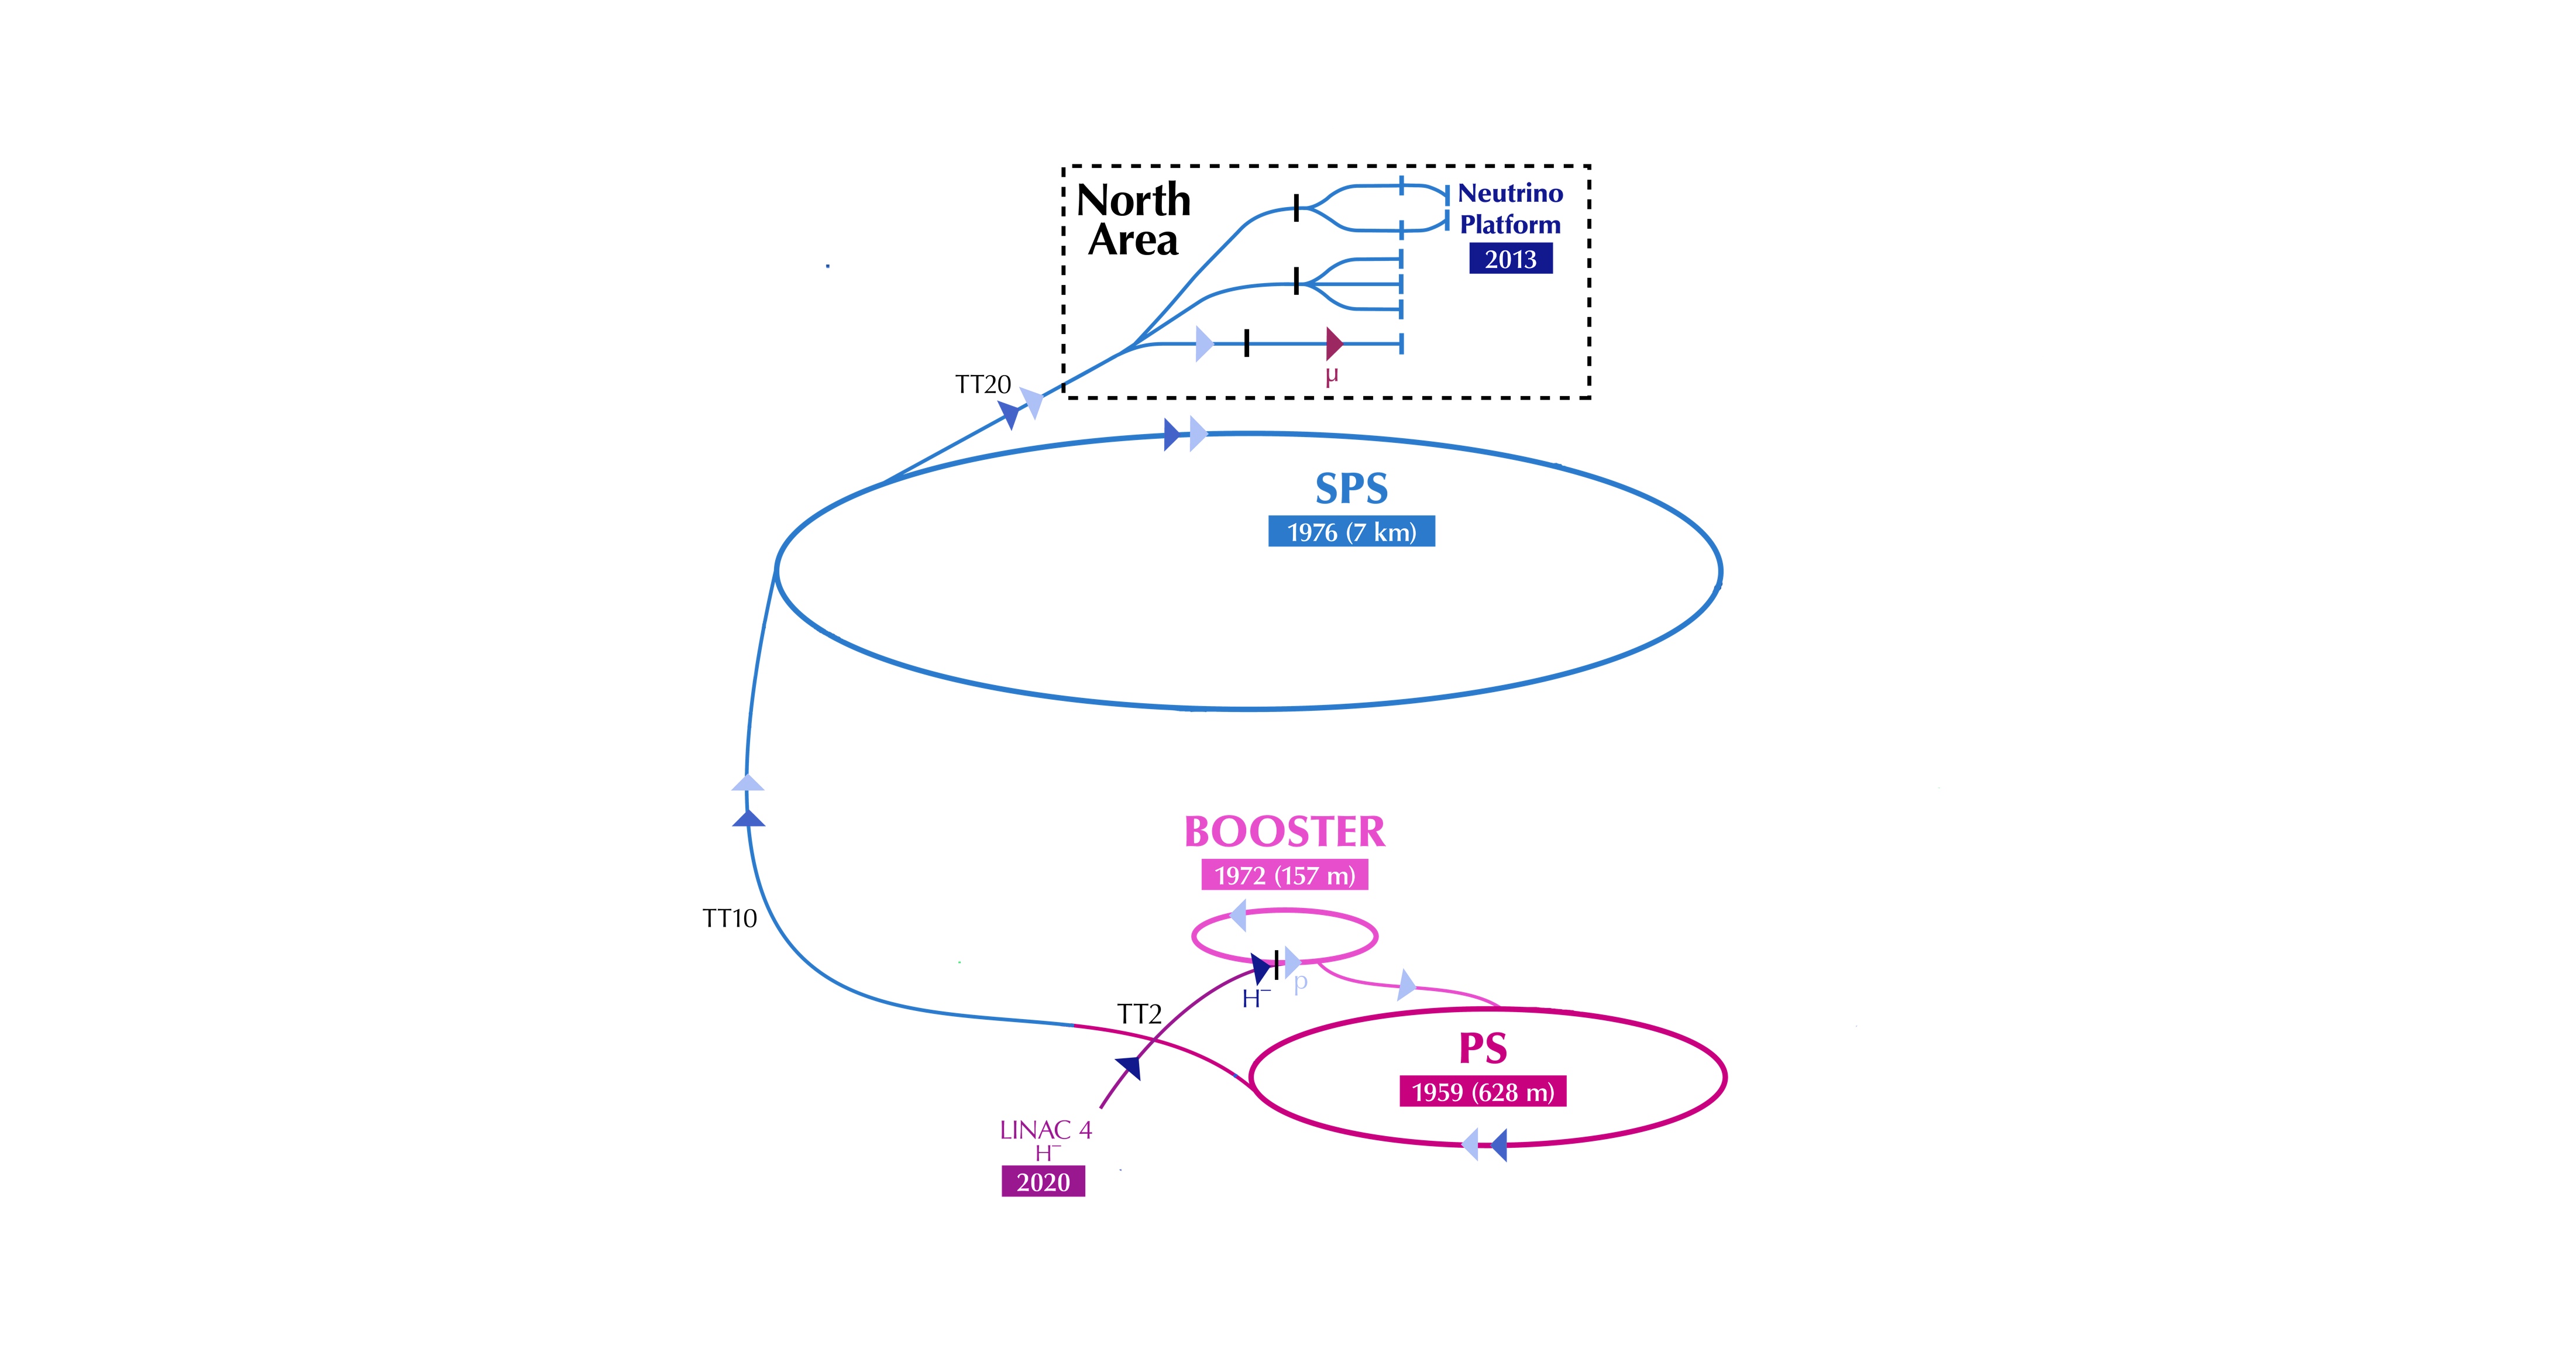 North
Area
Neutrino
Platform
2013
μ
TT20
SPS
1976 (7 km)
BOOSTER
1972 (157 m)
TT10
p
H⁻
TT2
PS
1959 (628 m)
LINAC 4
H⁻
2020